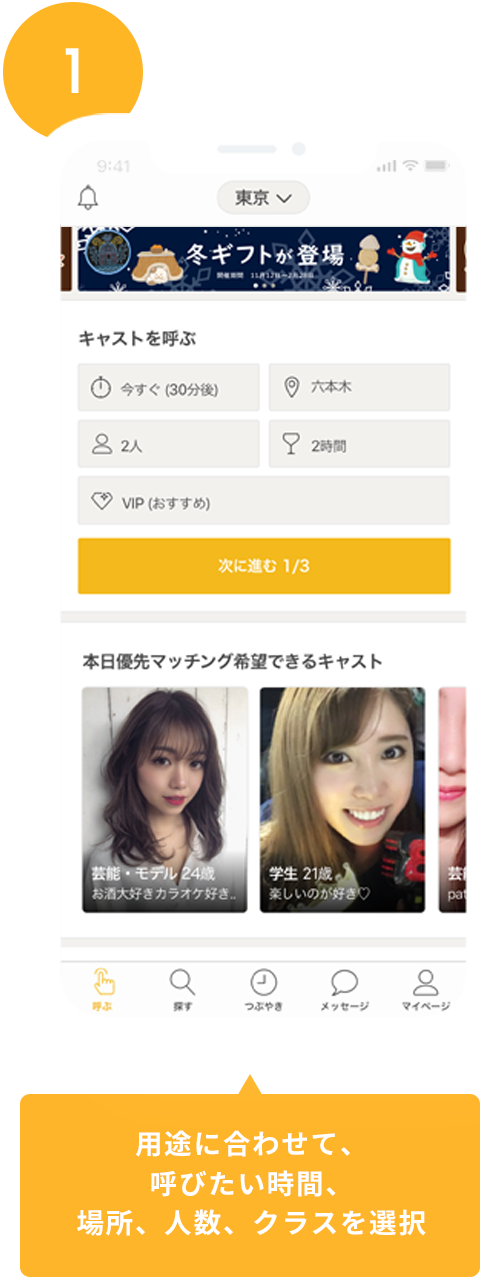 1
9:41
東京
冬ギフトが登場
開催期間 11月12日〜2月28日
キャストを呼ぶ
今すぐ (30分後)
六本木
2人
2時間
VIP (おすすめ)
次に進む 1/3
本日優先マッチング希望できるキャスト
芸能・モデル 24歳
お酒大好きカラオケ好き..
学生 21歳
楽しいのが好き♡
芸
pat
呼ぶ
探す
つぶやき
メッセージ
マイページ
用途に合わせて、
呼びたい時間、
場所、人数、クラスを選択